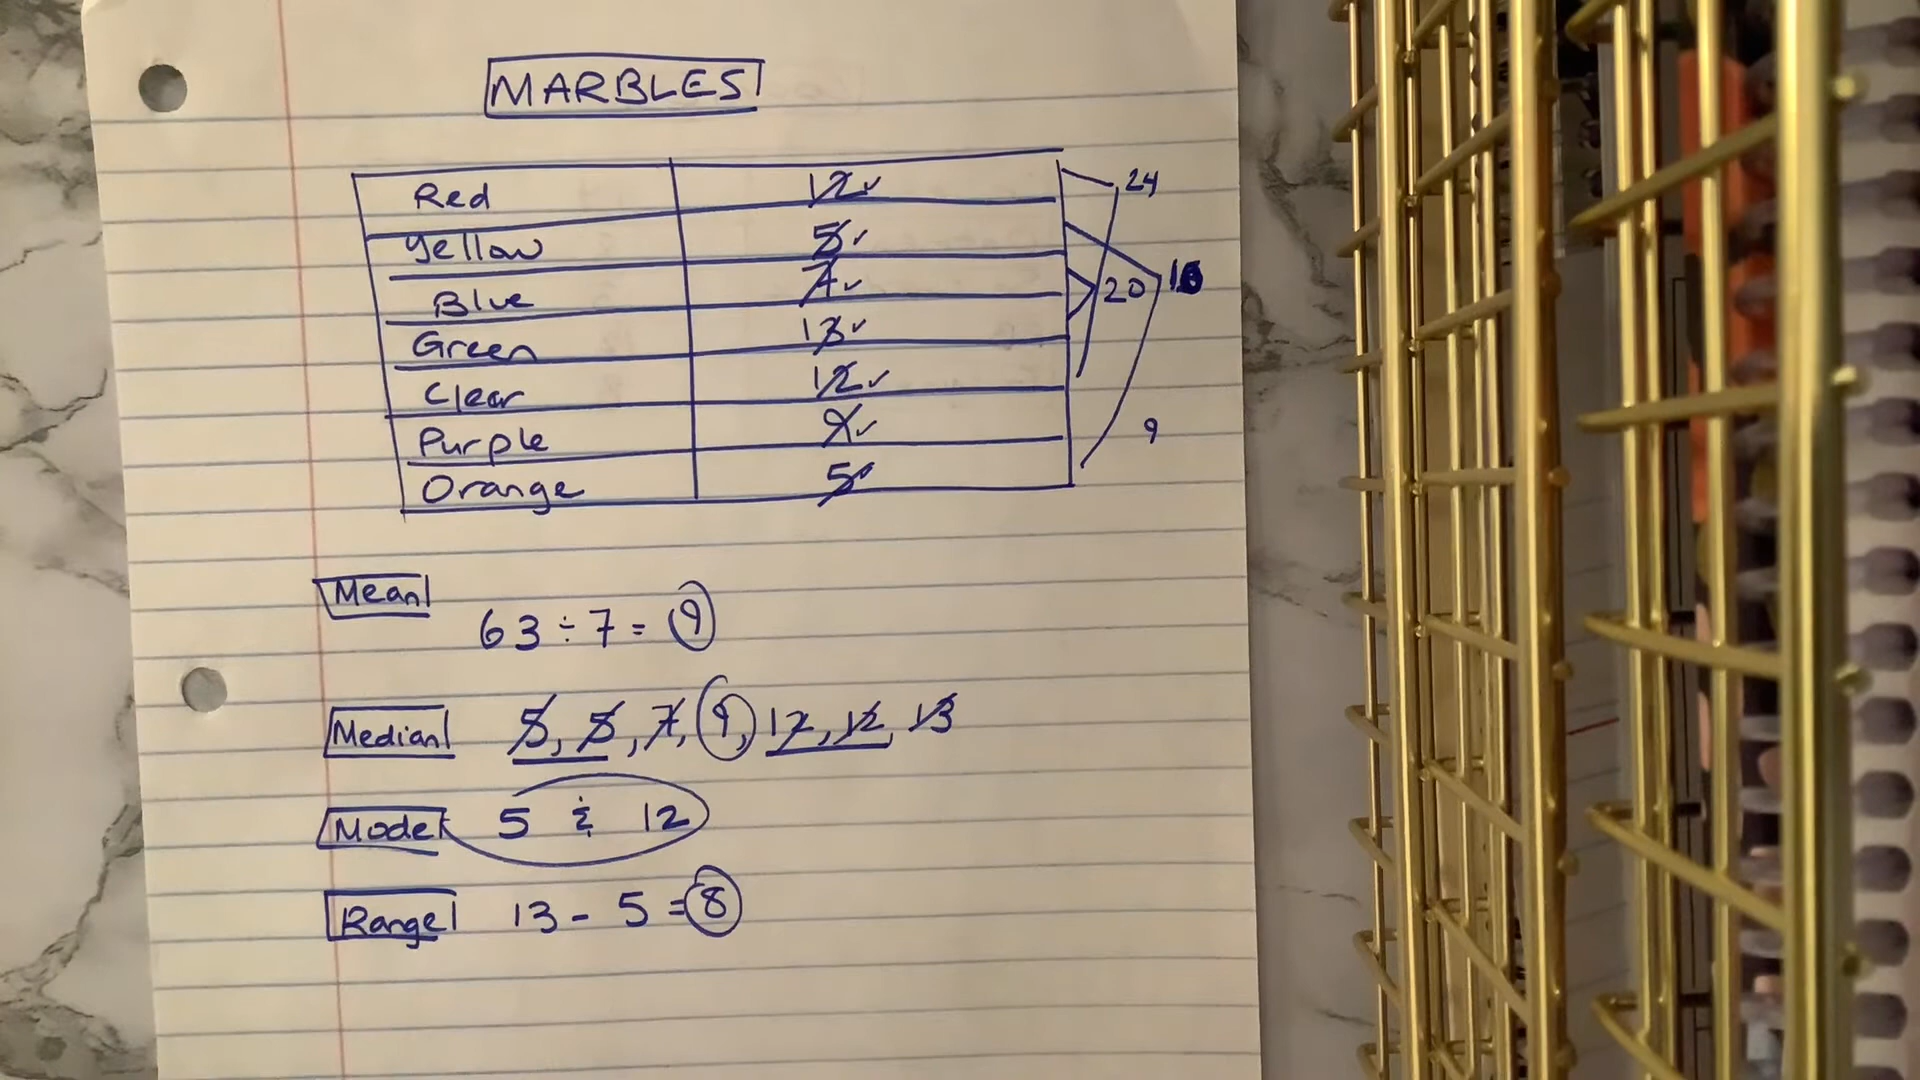 MARBLES
Red 12 ✓ 24
Yellow 5 ✓
Blue 7 ✓ 20
Green 13 ✓
Clear 12 ✓
Purple 9 ✓ 9
Orange 5 ✓
Mean
63 ÷ 7 = 9
Median 5, 5, 7, 9, 12, 12, 13
Mode 5 & 12
Range 13 - 5 = 8